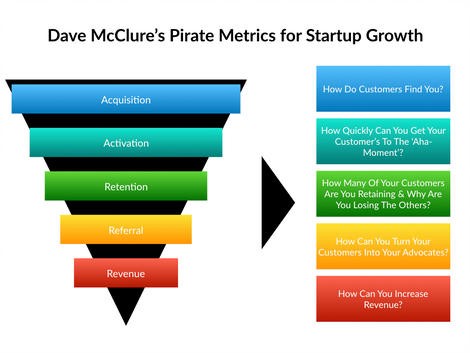 Dave McClure's Pirate Metrics for Startup Growth
Acquisition
Activation
Retention
Referral
Revenue
How Do Customers Find You?
How Quickly Can You Get Your
Customer's To The 'Aha-
Moment'?
How Many Of Your Customers
Are You Retaining & Why Are
You Losing The Others?
How Can You Turn Your
Customers Into Your Advocates?
How Can You Increase
Revenue?